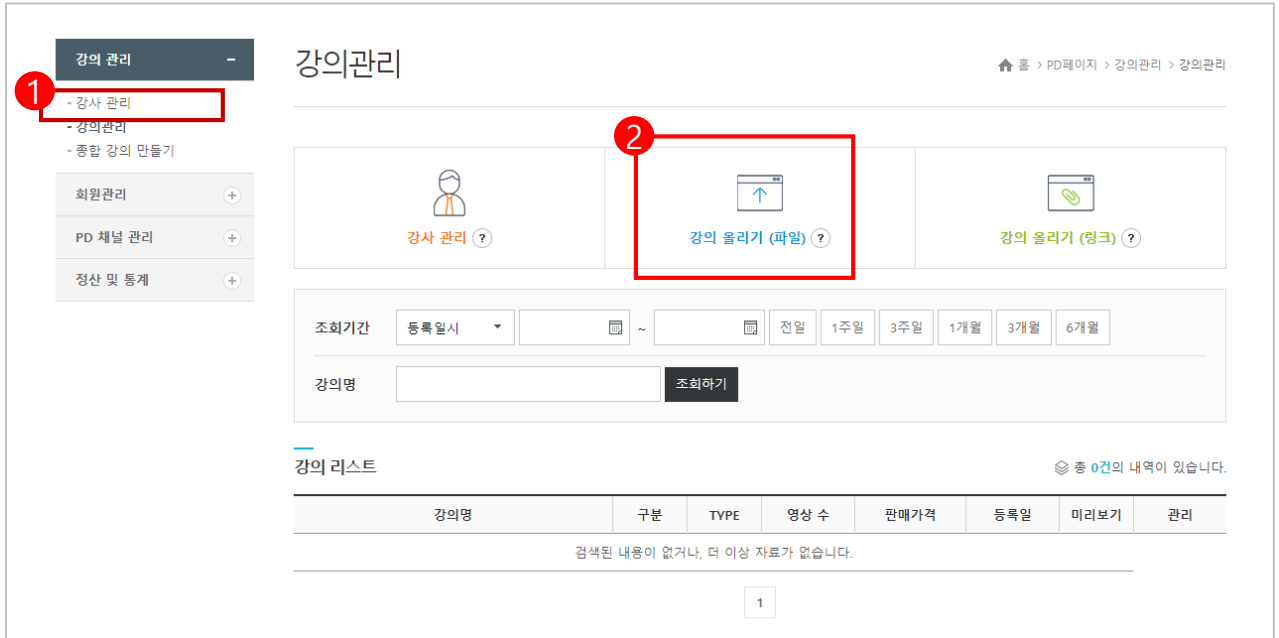 강의 관리 −
1
- 강사 관리
- 강의관리
- 종합 강의 만들기
회원관리 +
PD 채널 관리 +
정산 및 통계 +
강의관리
홈 > PD페이지 > 강의관리 > 강의관리
2
강사 관리 ?
강의 올리기 (파일) ?
강의 올리기 (링크) ?
조회기간 등록일시 ~ 전일 1주일 3주일 1개월 3개월 6개월
강의명 조회하기
강의 리스트
총 0건의 내역이 있습니다.
강의명 구분 TYPE 영상 수 판매가격 등록일 미리보기 관리
검색된 내용이 없거나, 더 이상 자료가 없습니다.
1